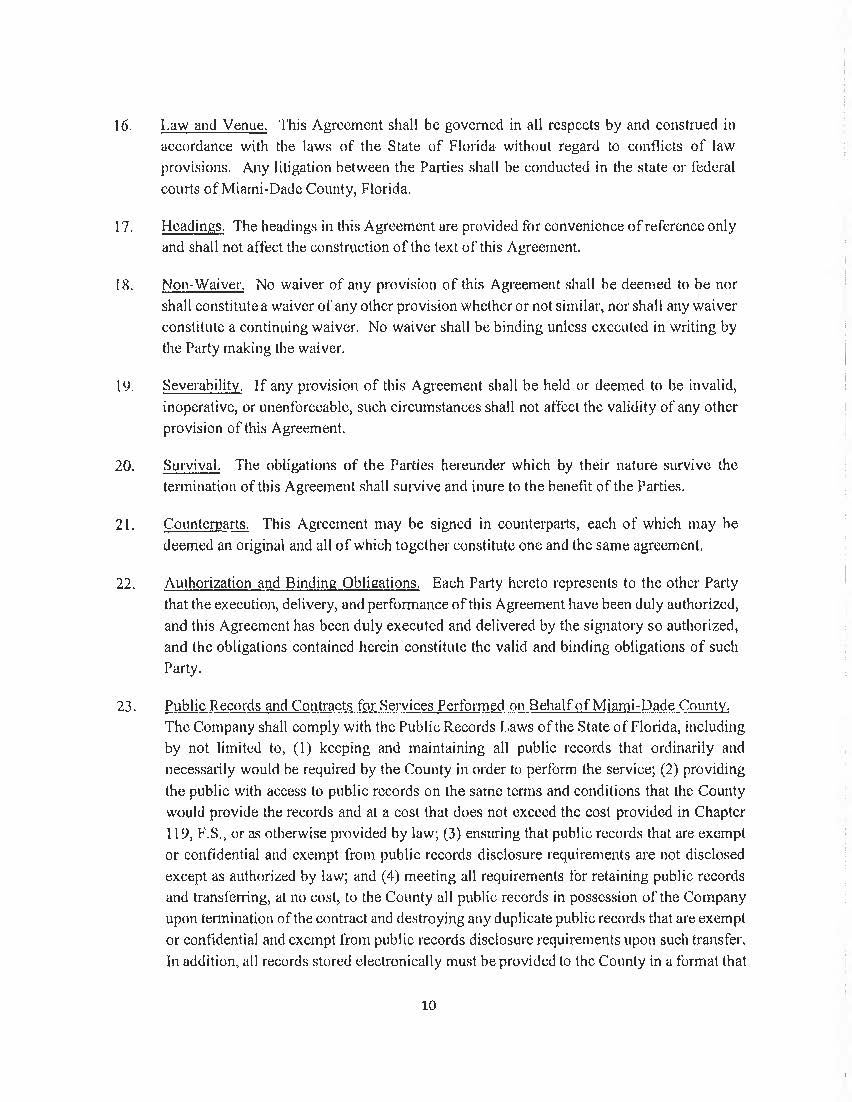 16. Law and Venue. This Agreement shall be governed in all respects by and construed in
accordance with the laws of the State of Florida without regard to conflicts of law
provisions. Any litigation between the Parties shall be conducted in the state or federal
courts of Miami-Dade County, Florida.
17. Headings. The headings in this Agreement are provided for convenience of reference only
and shall not affect the construction of the text of this Agreement.
18. Non-Waiver. No waiver of any provision of this Agreement shall be deemed to be nor
shall constitute a waiver of any other provision whether or not similar, nor shall any waiver
constitute a continuing waiver. No waiver shall be binding unless executed in writing by
the Party making the waiver.
19. Severability. If any provision of this Agreement shall be held or deemed to be invalid,
inoperative, or unenforceable, such circumstances shall not affect the validity of any other
provision of this Agreement.
20. Survival. The obligations of the Parties hereunder which by their nature survive the
termination of this Agreement shall survive and inure to the benefit of the Parties.
21. Counterparts. This Agreement may be signed in counterparts, each of which may be
deemed an original and all of which together constitute one and the same agreement.
22. Authorization and Binding Obligations. Each Party hereto represents to the other Party
that the execution, delivery, and performance of this Agreement have been duly authorized,
and this Agreement has been duly executed and delivered by the signatory so authorized,
and the obligations contained herein constitute the valid and binding obligations of such
Party.
23. Public Records and Contracts for Services Performed on Behalf of Miami-Dade County.
The Company shall comply with the Public Records Laws of the State of Florida, including
by not limited to, (1) keeping and maintaining all public records that ordinarily and
necessarily would be required by the County in order to perform the service; (2) providing
the public with access to public records on the same terms and conditions that the County
would provide the records and at a cost that does not exceed the cost provided in Chapter
119, F.S., or as otherwise provided by law; (3) ensuring that public records that are exempt
or confidential and exempt from public records disclosure requirements are not disclosed
except as authorized by law; and (4) meeting all requirements for retaining public records
and transferring, at no cost, to the County all public records in possession of the Company
upon termination of the contract and destroying any duplicate public records that are exempt
or confidential and exempt from public records disclosure requirements upon such transfer.
In addition, all records stored electronically must be provided to the County in a format that
10